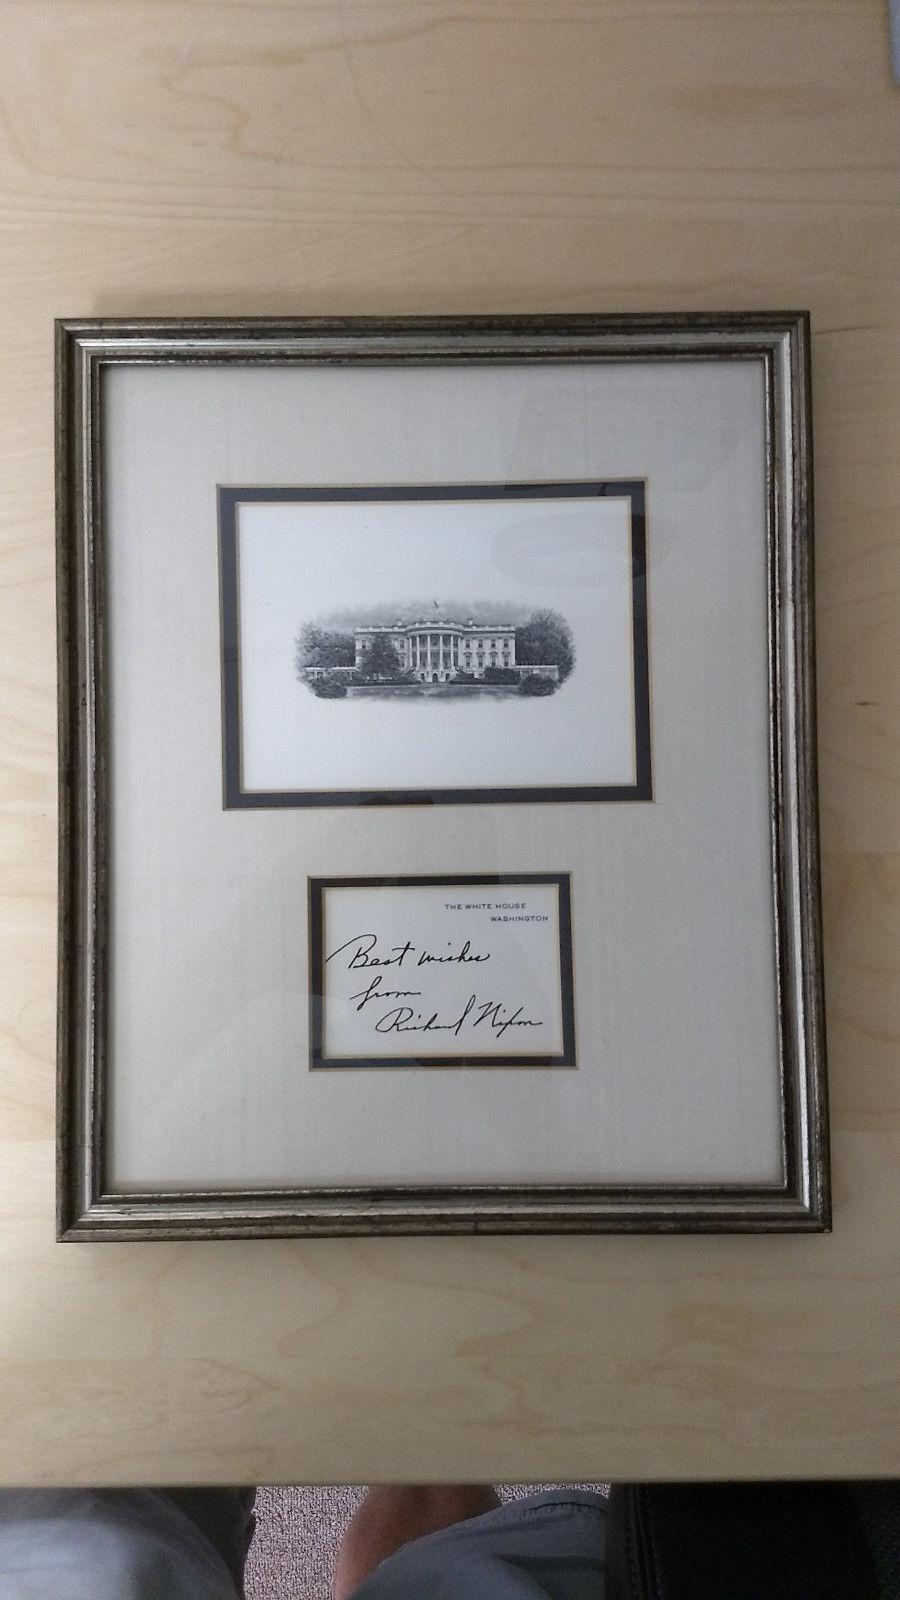 THE WHITE HOUSE
WASHINGTON
Best wishes
from
Richard Nixon